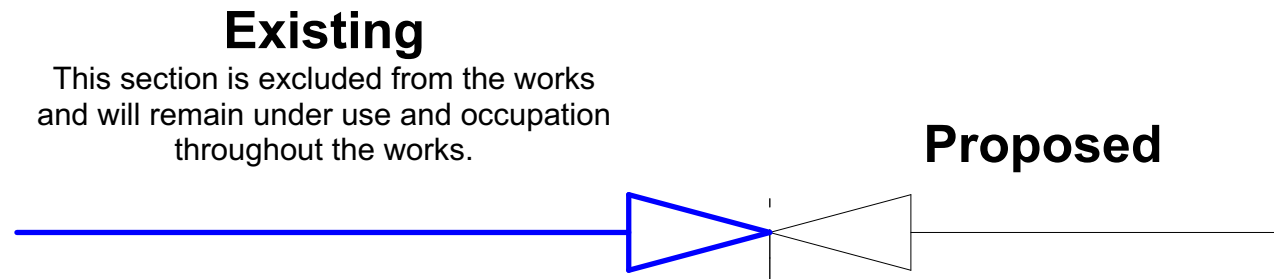 Existing
This section is excluded from the works
and will remain under use and occupation
throughout the works.
Proposed